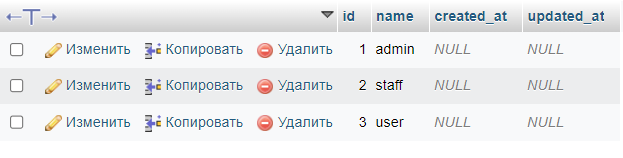 id name created_at updated_at
Изменить Копировать Удалить 1 admin NULL NULL
Изменить Копировать Удалить 2 staff NULL NULL
Изменить Копировать Удалить 3 user NULL NULL